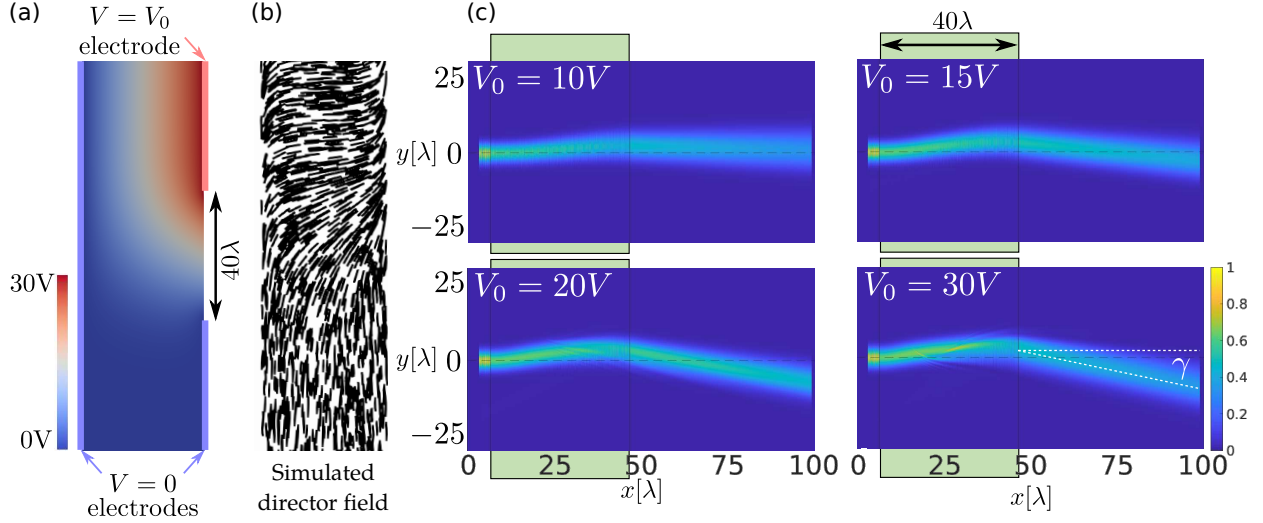 (a)
V = V₀
electrode
40λ
30V
0V
V = 0
electrodes
(b)
Simulated
director field
(c)
40λ
25
V₀ = 10V
V₀ = 15V
y[λ] 0
−25
25
V₀ = 20V
V₀ = 30V
y[λ] 0
γ
−25
1
0.8
0.6
0.4
0.2
0
0 25 50 75 100
x[λ]
0 25 50 75 100
x[λ]